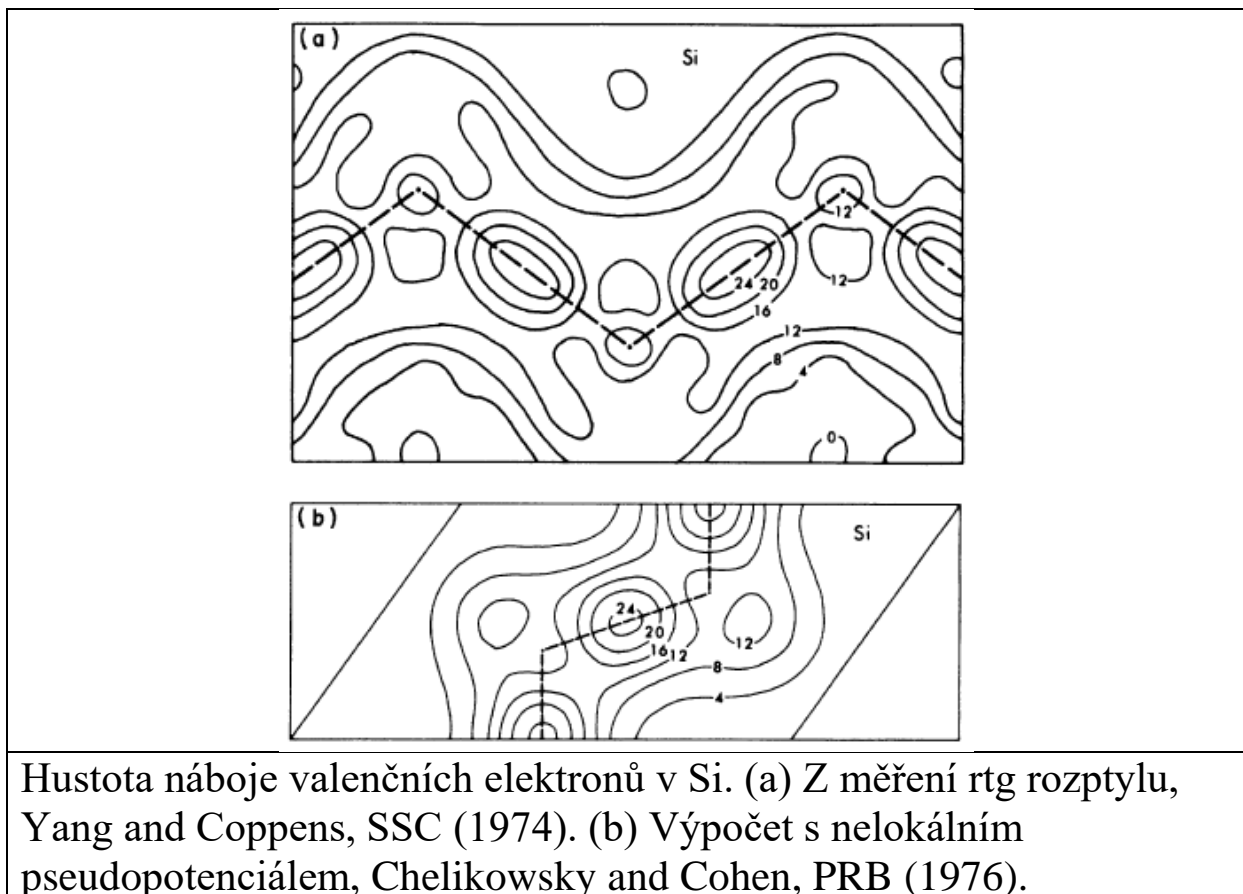 (a)
Si
12
24 20
12
16
12
8
4
0
(b)
Si
24
20
12
16 12
8
4
Hustota náboje valenčních elektronů v Si. (a) Z měření rtg rozptylu,
Yang and Coppens, SSC (1974). (b) Výpočet s nelokálním
pseudopotenciálem, Chelikowsky and Cohen, PRB (1976).